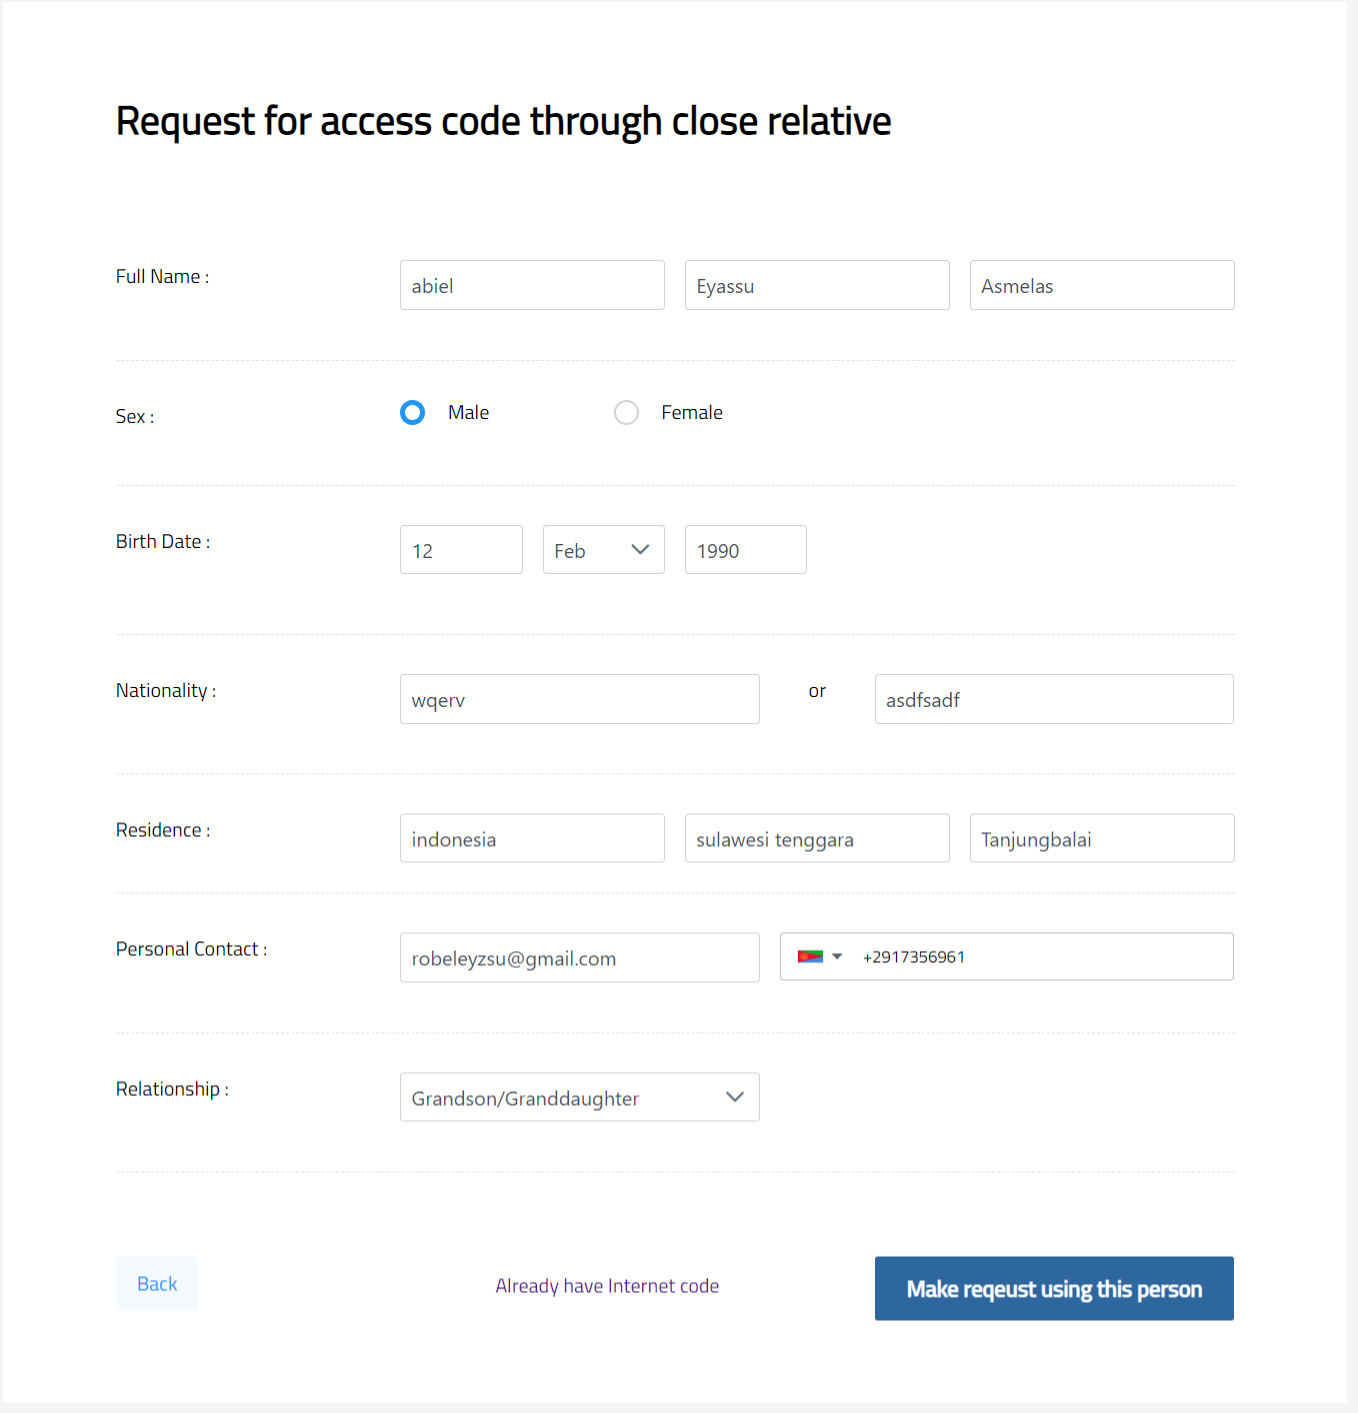 Request for access code through close relative
Full Name : abiel Eyassu Asmelas
Sex : Male Female
Birth Date : 12 Feb 1990
Nationality : wqerv or asdfsadf
Residence : indonesia sulawesi tenggara Tanjungbalai
Personal Contact : robeleyzsu@gmail.com +2917356961
Relationship : Grandson/Granddaughter
Back Already have Internet code Make reqeust using this person